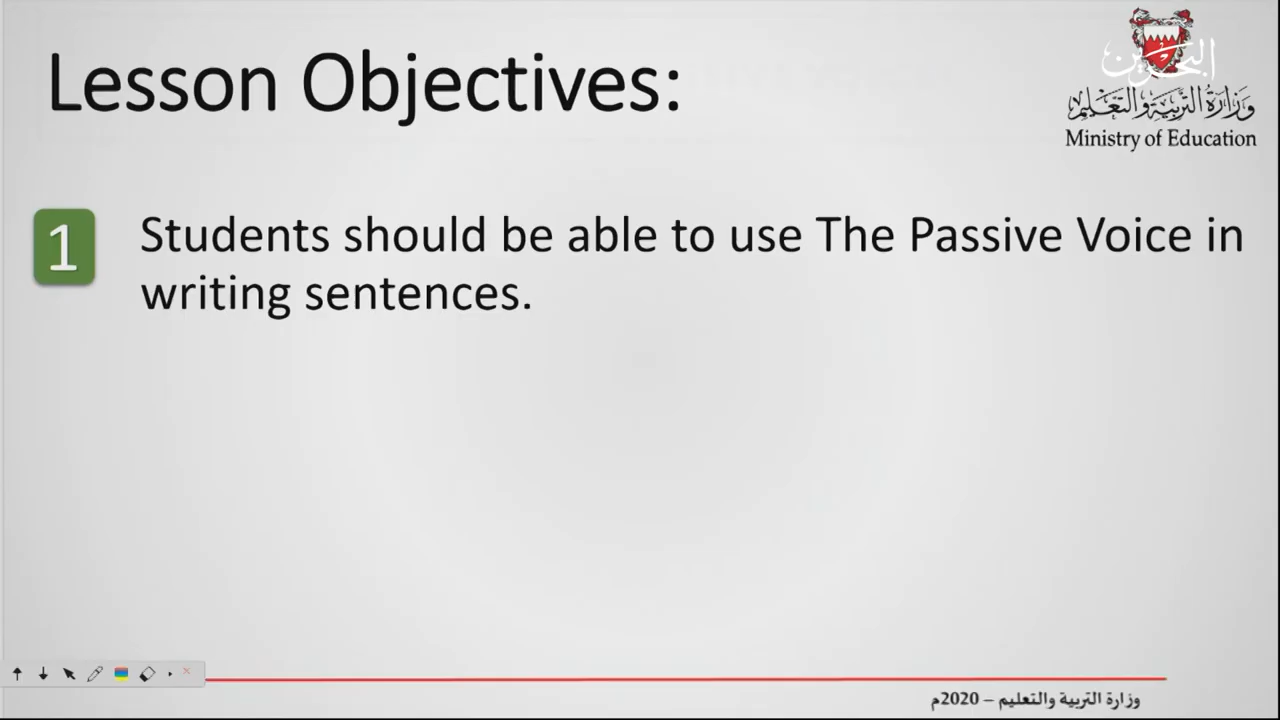 Lesson Objectives:
البحرين
وزارة التربية والتعليم
Ministry of Education
1
Students should be able to use The Passive Voice in
writing sentences.
وزارة التربية والتعليم – 2020م